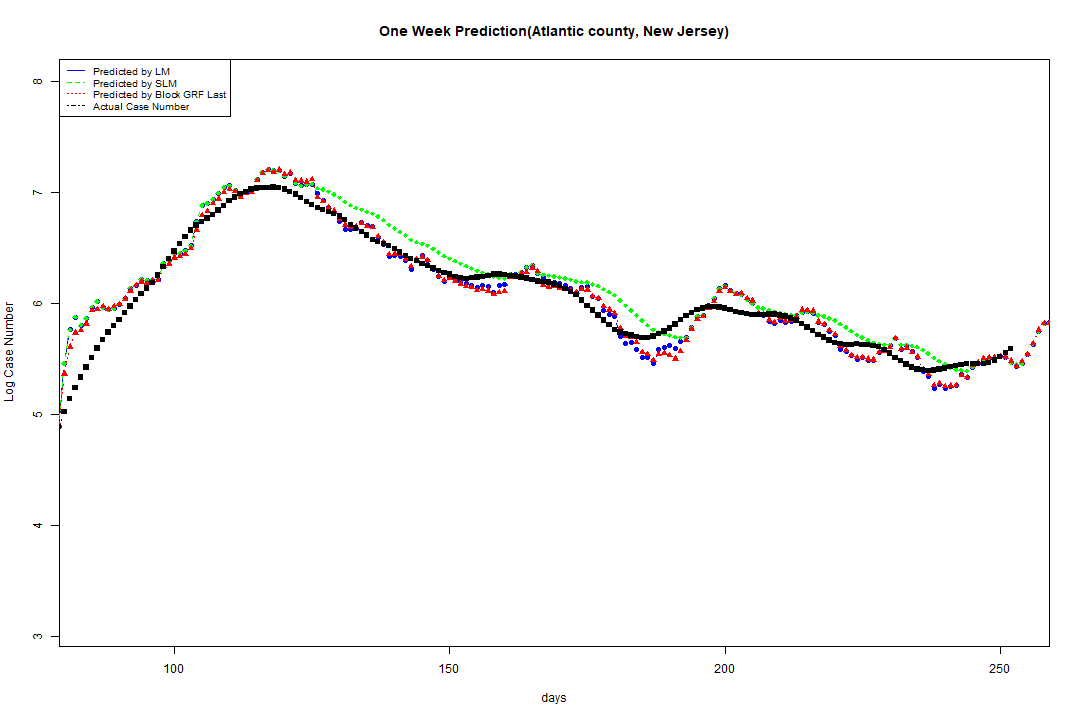 One Week Prediction(Atlantic county, New Jersey)
Predicted by LM
Predicted by SLM
Predicted by Block GRF Last
Actual Case Number
Log Case Number
8
7
6
5
4
3
100 150 200 250
days